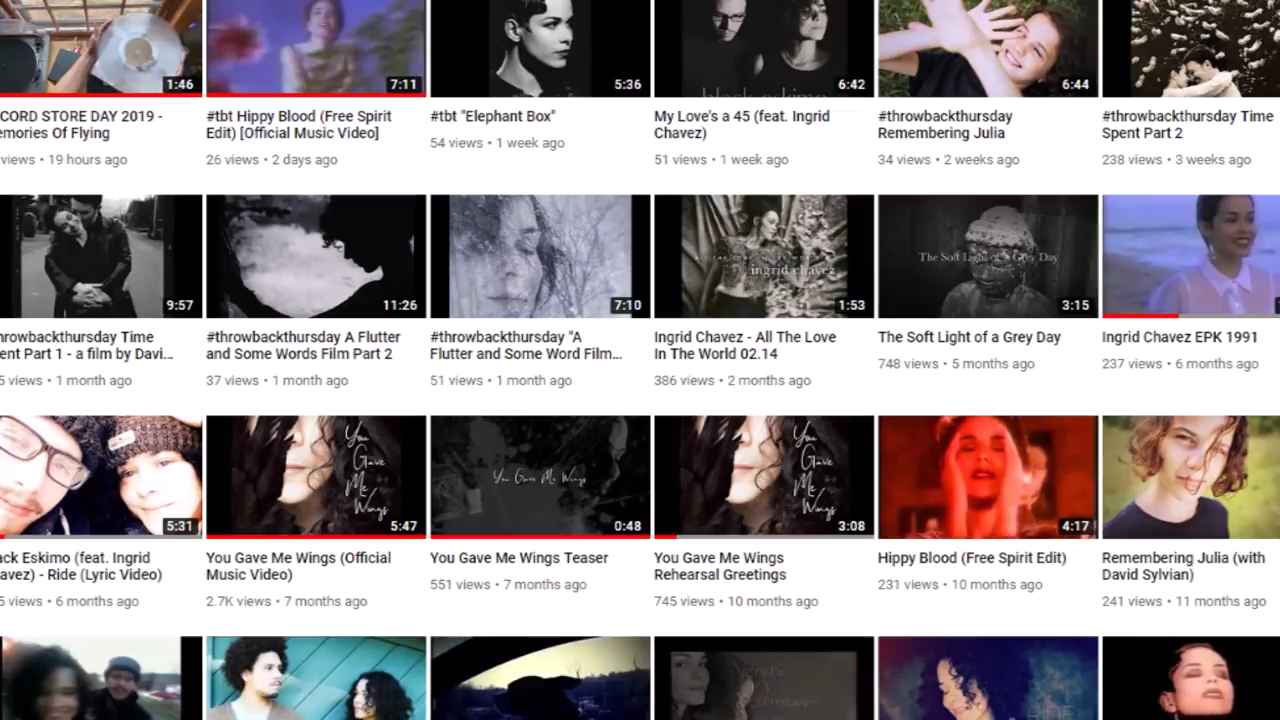 1:46
7:11
5:36
black eskimo
6:42
6:44
CORD STORE DAY 2019 -
emories Of Flying
views • 19 hours ago
#tbt Hippy Blood (Free Spirit
Edit) [Official Music Video]
26 views • 2 days ago
#tbt "Elephant Box"
54 views • 1 week ago
My Love's a 45 (feat. Ingrid
Chavez)
51 views • 1 week ago
#throwbackthursday
Remembering Julia
34 views • 2 weeks ago
#throwbackthursday Time
Spent Part 2
238 views • 3 weeks ago
9:57
11:26
7:10
all the love in the world
ingrid chavez
1:53
The Soft Light of a Grey Day
3:15
hrowbackthursday Time
ent Part 1 - a film by Davi...
5 views • 1 month ago
#throwbackthursday A Flutter
and Some Words Film Part 2
37 views • 1 month ago
#throwbackthursday "A
Flutter and Some Word Film...
51 views • 1 month ago
Ingrid Chavez - All The Love
In The World 02.14
386 views • 2 months ago
The Soft Light of a Grey Day
748 views • 5 months ago
Ingrid Chavez EPK 1991
237 views • 6 months ago
5:31
You
Gave
Me
Wings
5:47
You Gave Me Wings
0:48
You
Gave
Me
Wings
3:08
4:17
ack Eskimo (feat. Ingrid
avez) - Ride (Lyric Video)
5 views • 6 months ago
You Gave Me Wings (Official
Music Video)
2.7K views • 7 months ago
You Gave Me Wings Teaser
551 views • 7 months ago
You Gave Me Wings
Rehearsal Greetings
745 views • 10 months ago
Hippy Blood (Free Spirit Edit)
231 views • 10 months ago
Remembering Julia (with
David Sylvian)
241 views • 11 months ago